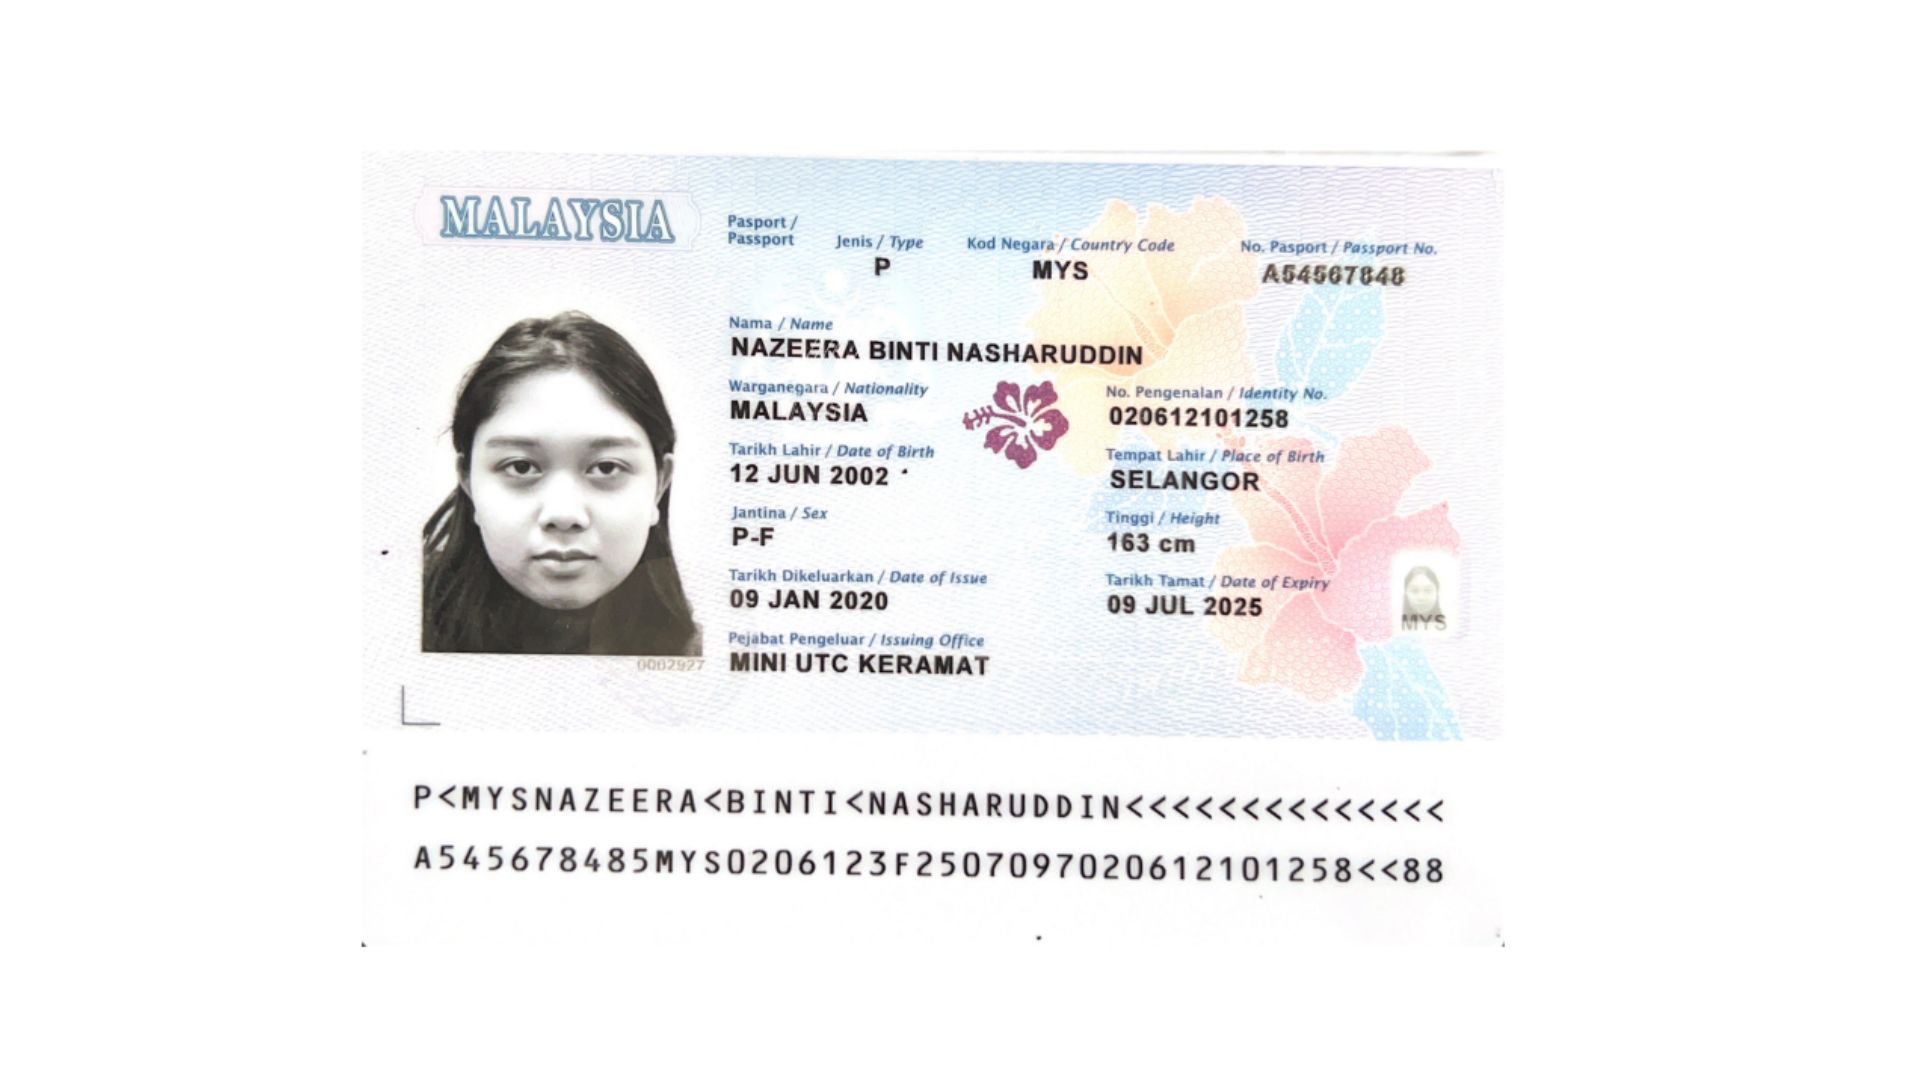 MALAYSIA
Pasport / Passport
Jenis / Type
P
Kod Negara / Country Code
MYS
No. Pasport / Passport No.
A54567848
Nama / Name
NAZEERA BINTI NASHARUDDIN
Warganegara / Nationality
MALAYSIA
No. Pengenalan / Identity No.
020612101258
Tarikh Lahir / Date of Birth
12 JUN 2002
Tempat Lahir / Place of Birth
SELANGOR
Jantina / Sex
P-F
Tinggi / Height
163 cm
Tarikh Dikeluarkan / Date of Issue
09 JAN 2020
Tarikh Tamat / Date of Expiry
09 JUL 2025
MYS
Pejabat Pengeluar / Issuing Office
MINI UTC KERAMAT
0002927
P<MYSNAZEERA<BINTI<NASHARUDDIN<<<<<<<<<<<<<<
A545678485MYS0206123F2507097020612101258<<88